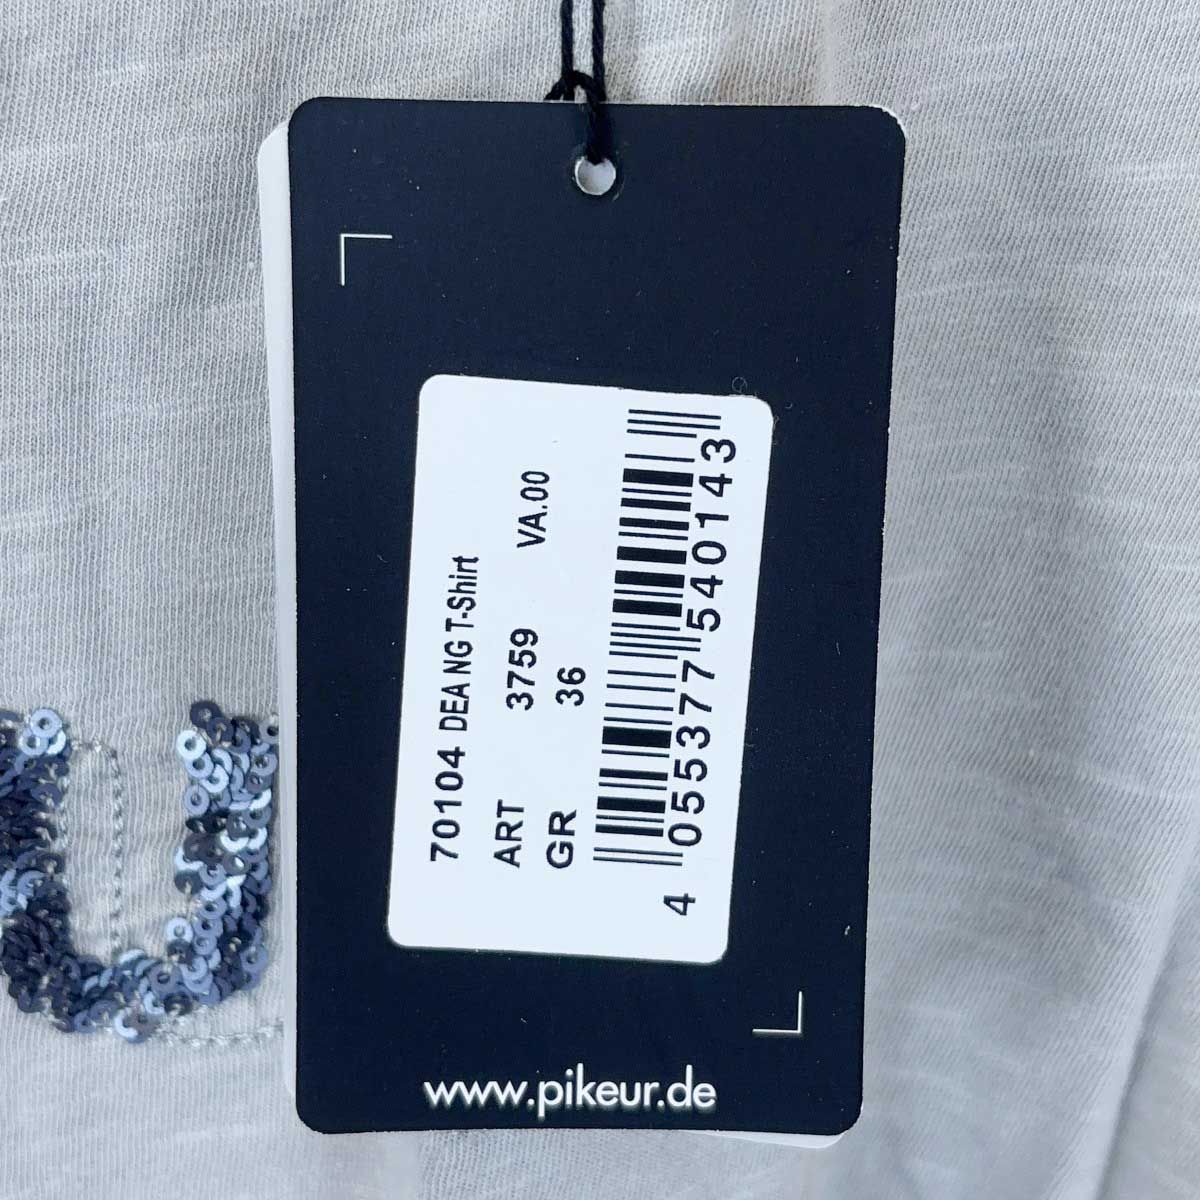 70104 DEA NG T-Shirt
ART 3759 VA.00
GR 36
4 055377 540143
www.pikeur.de